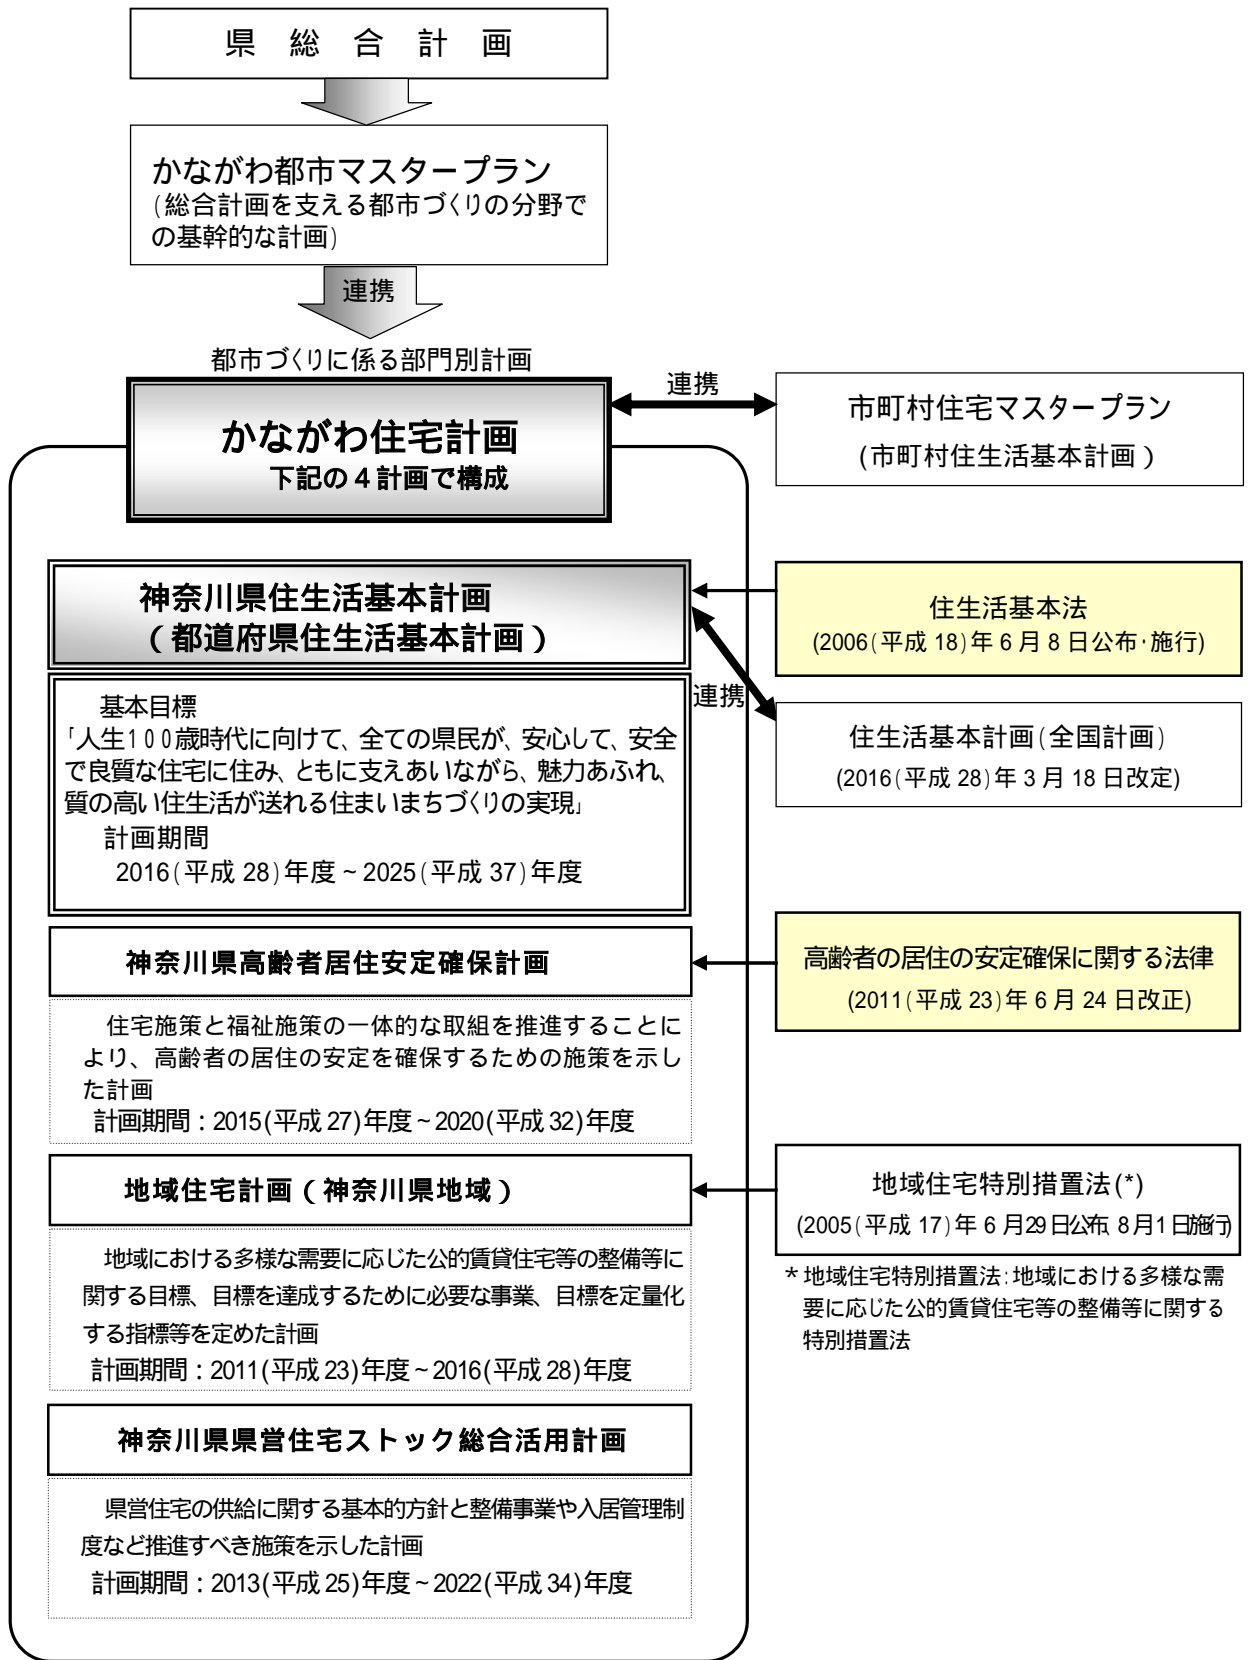 県総合計画
かながわ都市マスタープラン
(総合計画を支える都市づくりの分野で
の基幹的な計画)
連携
都市づくりに係る部門別計画
かながわ住宅計画
下記の4計画で構成
連携
市町村住宅マスタープラン
(市町村住生活基本計画)
神奈川県住生活基本計画
(都道府県住生活基本計画)
住生活基本法
(2006(平成 18)年 6 月 8 日公布・施行)
連携
住生活基本計画(全国計画)
(2016(平成 28)年 3 月 18 日改定)
基本目標
「人生100歳時代に向けて、全ての県民が、安心して、安全
で良質な住宅に住み、ともに支えあいながら、魅力あふれ、
質の高い住生活が送れる住まいまちづくりの実現」
計画期間
2016(平成 28)年度~2025(平成 37)年度
神奈川県高齢者居住安定確保計画
高齢者の居住の安定確保に関する法律
(2011(平成 23)年 6 月 24 日改正)
住宅施策と福祉施策の一体的な取組を推進することに
より、高齢者の居住の安定を確保するための施策を示し
た計画
計画期間:2015(平成 27)年度~2020(平成 32)年度
地域住宅計画(神奈川県地域)
地域住宅特別措置法(*)
(2005(平成 17)年 6 月29日公布、8月1日施行)
*地域住宅特別措置法:地域における多様な需
要に応じた公的賃貸住宅等の整備等に関する
特別措置法
地域における多様な需要に応じた公的賃貸住宅等の整備等に
関する目標、目標を達成するために必要な事業、目標を定量化
する指標等を定めた計画
計画期間:2011(平成 23)年度~2016(平成 28)年度
神奈川県県営住宅ストック総合活用計画
県営住宅の供給に関する基本的方針と整備事業や入居管理制
度など推進すべき施策を示した計画
計画期間:2013(平成 25)年度~2022(平成 34)年度